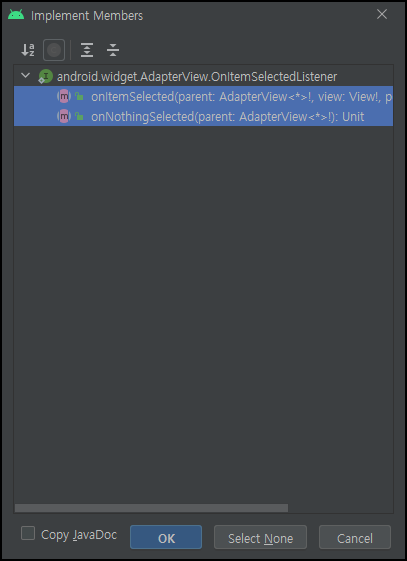 Implement Members
android.widget.AdapterView.OnItemSelectedListener
onItemSelected(parent: AdapterView<*>!, view: View!, p
onNothingSelected(parent: AdapterView<*>!): Unit
Copy JavaDoc
OK
Select None
Cancel